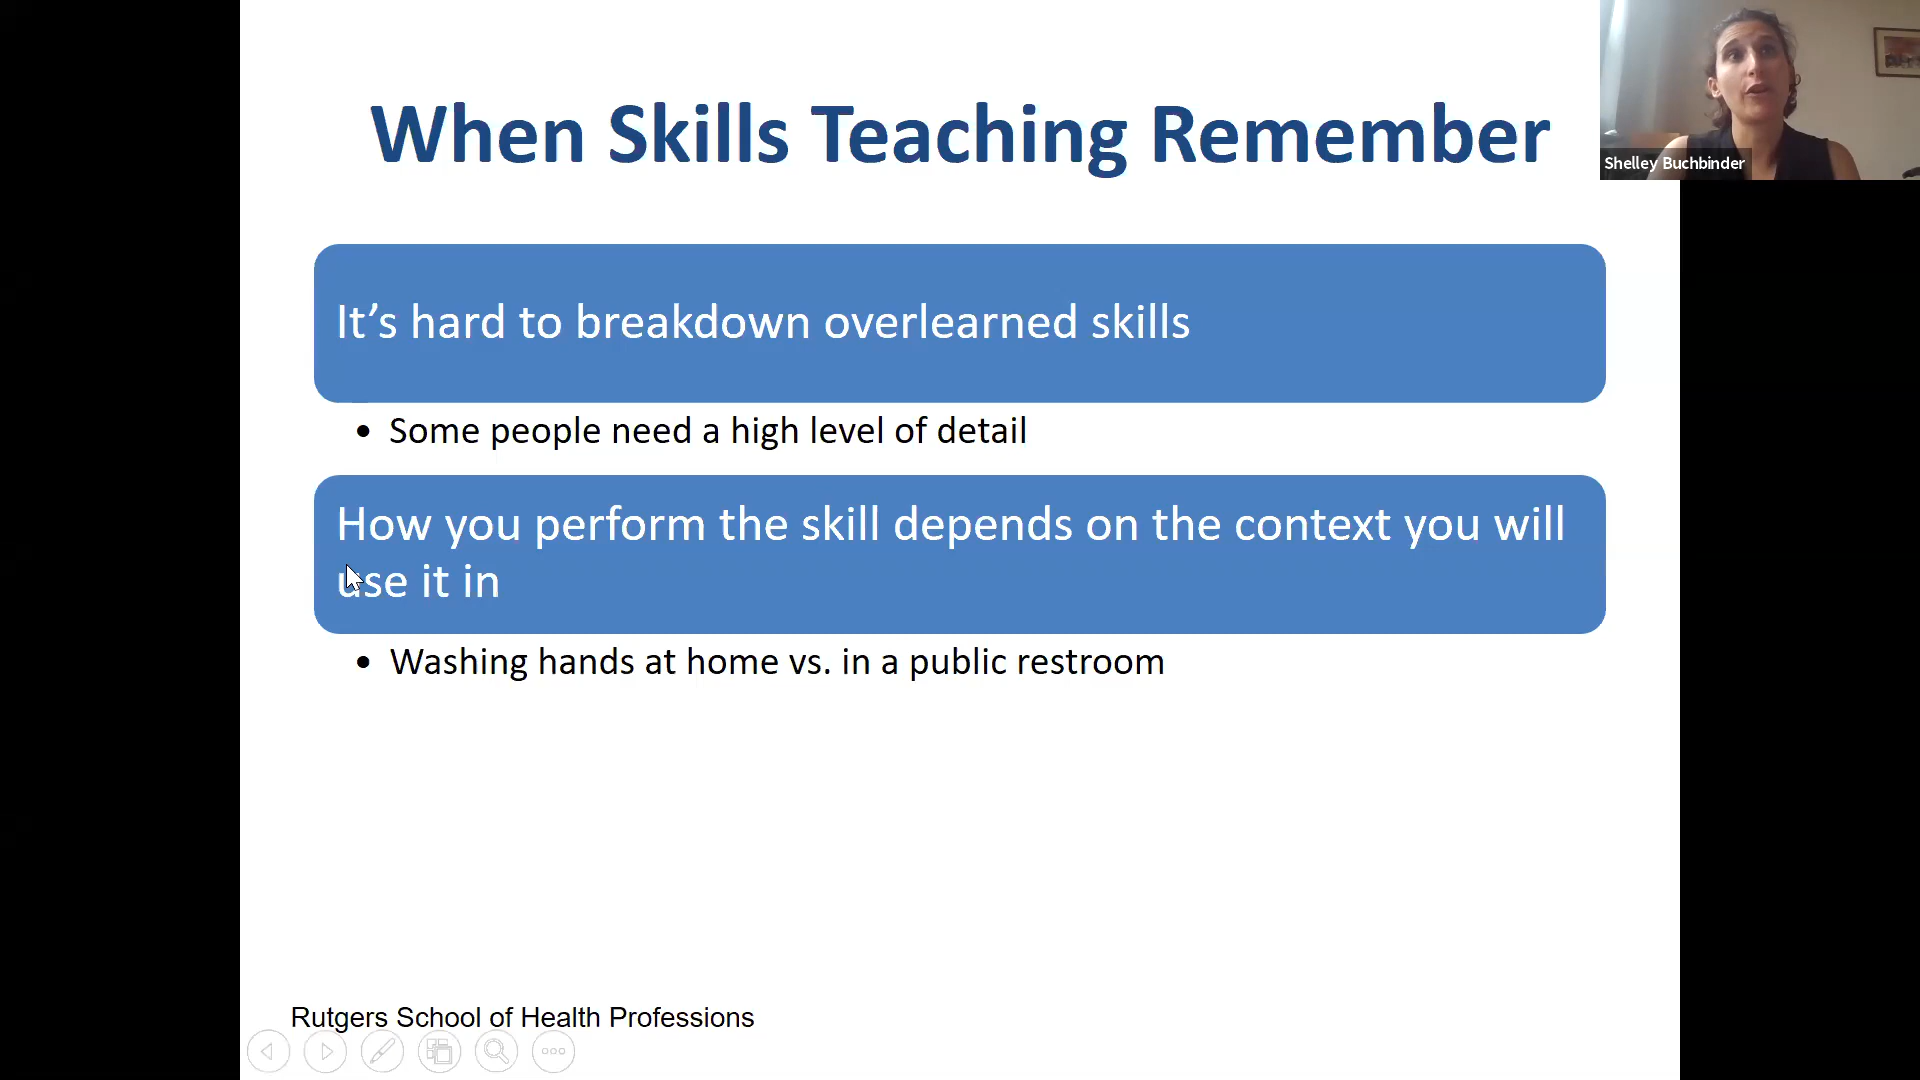 When Skills Teaching Remember
Shelley Buchbinder
It’s hard to breakdown overlearned skills
• Some people need a high level of detail
How you perform the skill depends on the context you will
use it in
• Washing hands at home vs. in a public restroom
Rutgers School of Health Professions